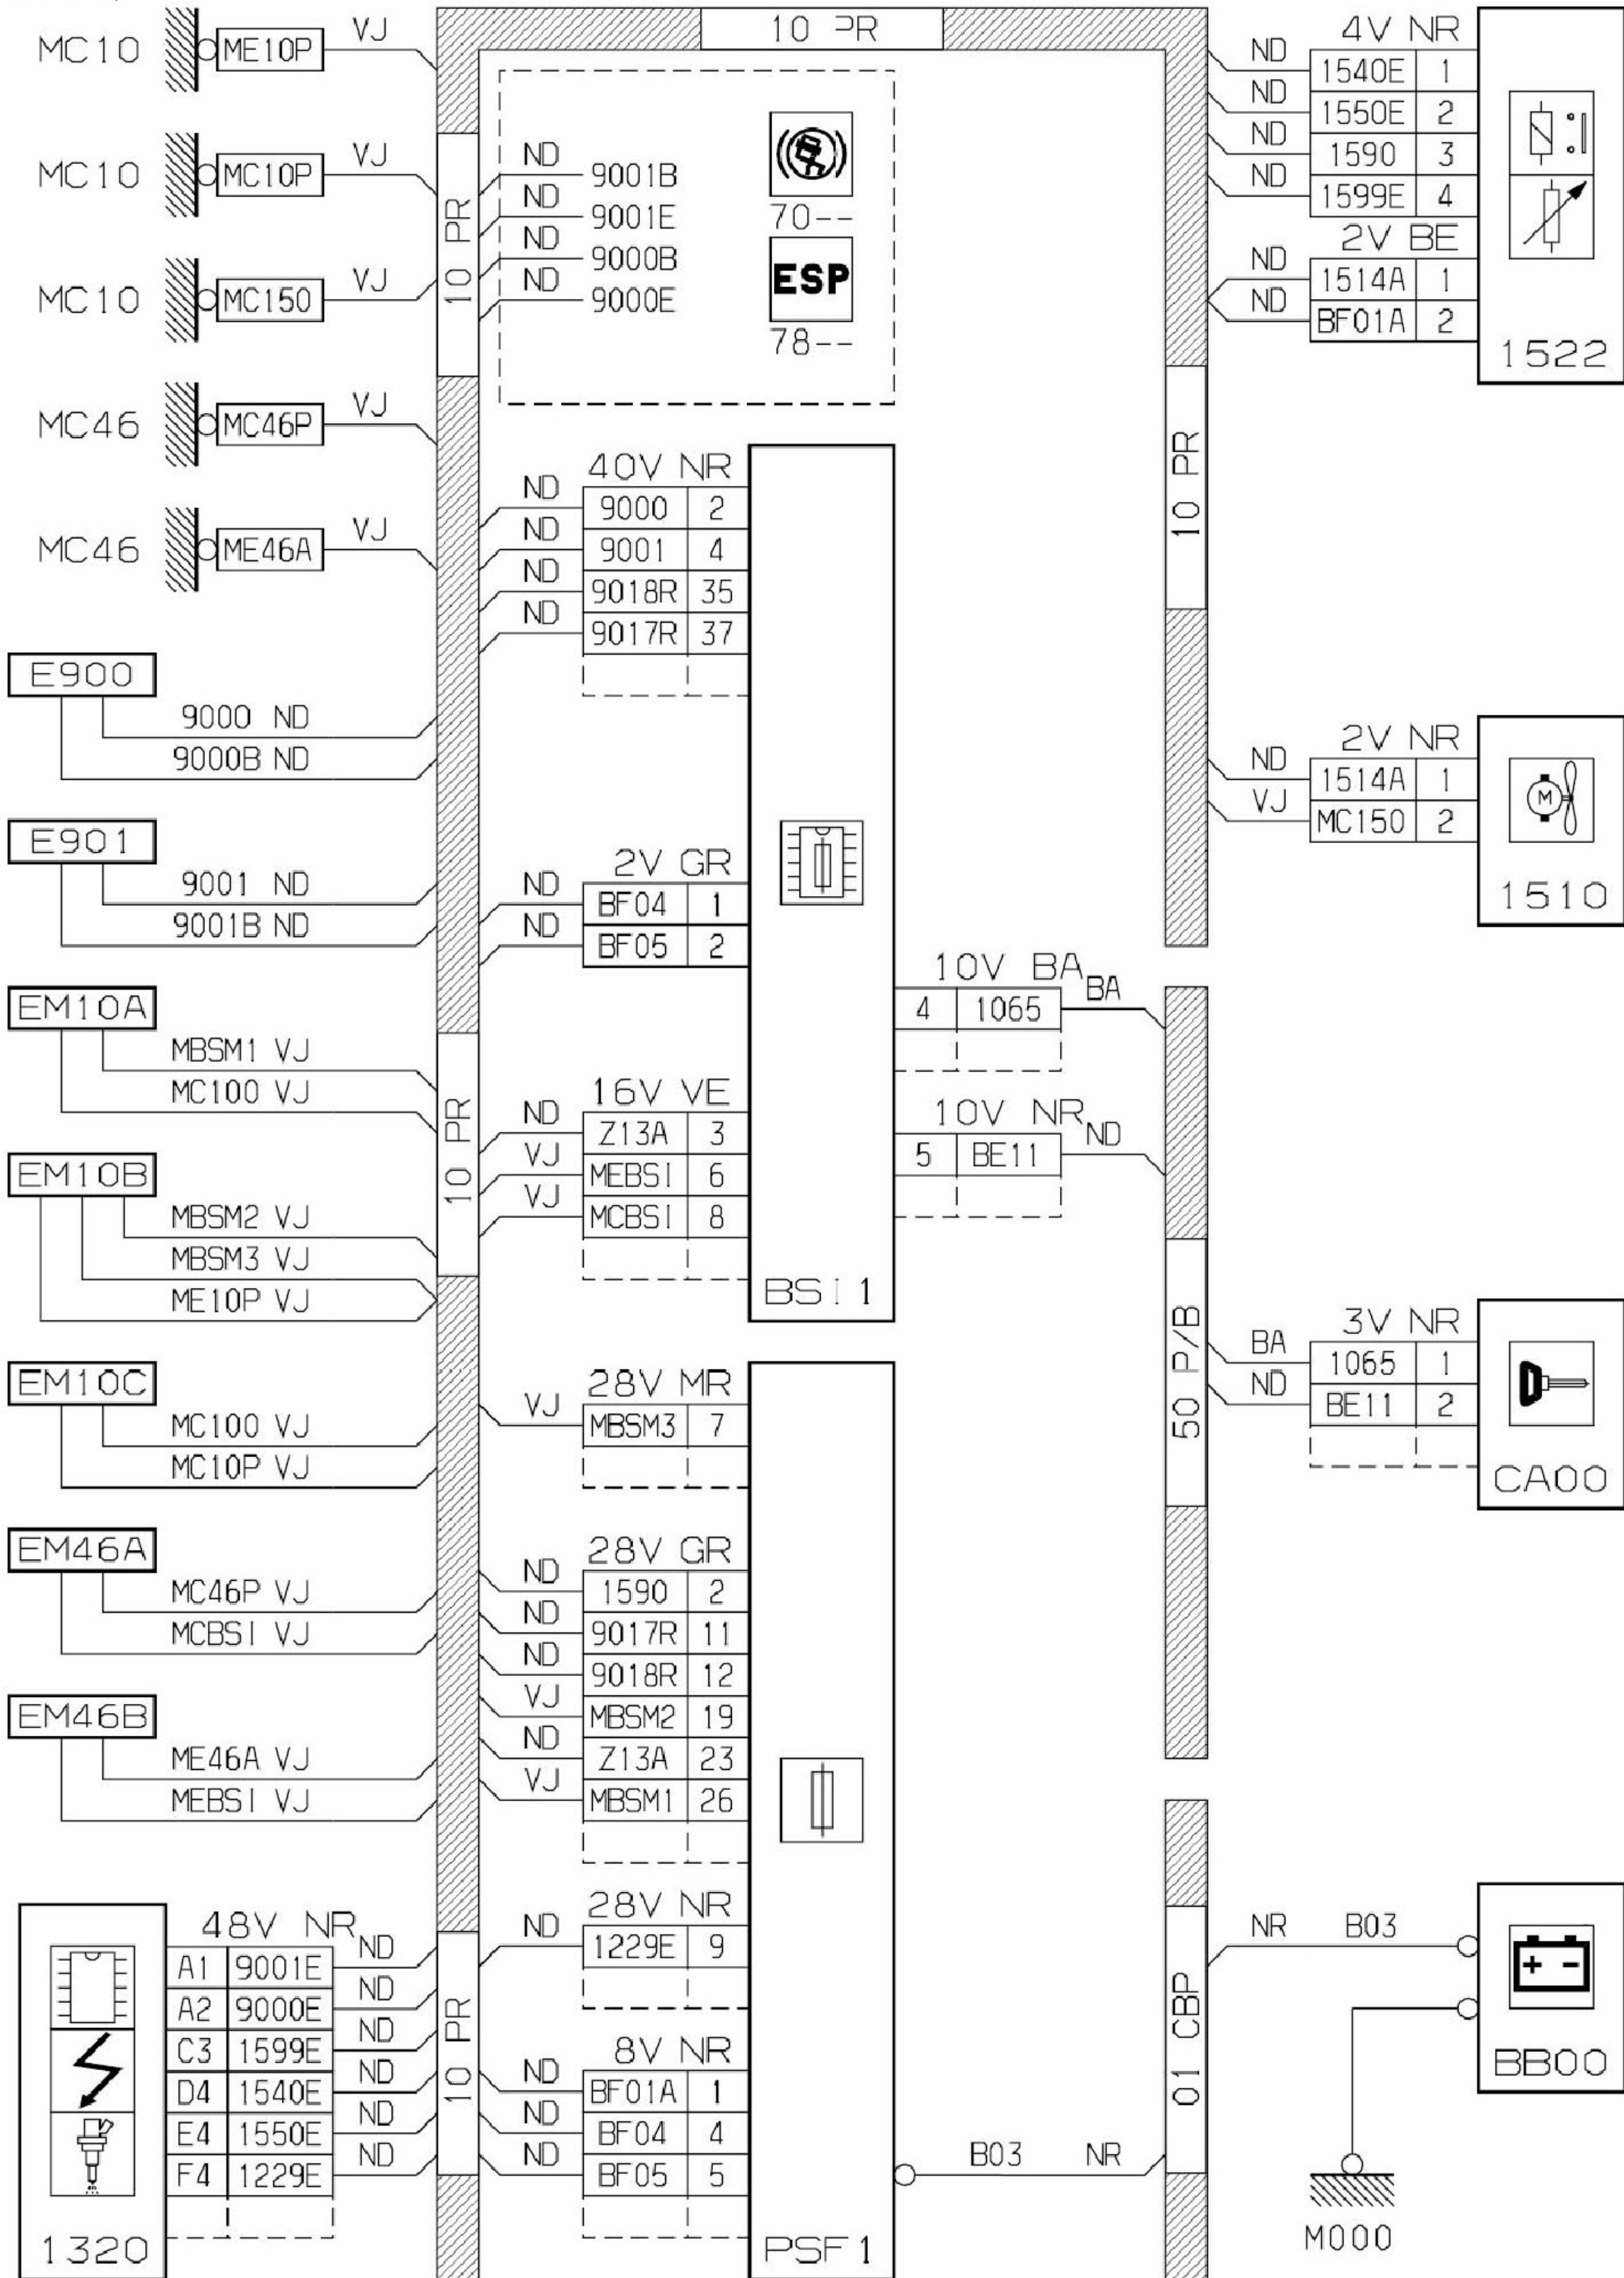 10 PR
MC10 ME10P VJ
MC10 MC10P VJ
MC10 MC150 VJ
MC46 MC46P VJ
MC46 ME46A VJ
E900
9000 ND
9000B ND
E901
9001 ND
9001B ND
EM10A
MBSM1 VJ
MC100 VJ
EM10B
MBSM2 VJ
MBSM3 VJ
ME10P VJ
EM10C
MC100 VJ
MC10P VJ
EM46A
MC46P VJ
MCBSI VJ
EM46B
ME46A VJ
MEBSI VJ
48V NR
A1 9001E ND
A2 9000E ND
C3 1599E ND
D4 1540E ND
E4 1550E ND
F4 1229E ND
1320
10 PR
10 PR
10 PR
ND 9001B
ND 9001E
ND 9000B
ND 9000E
70--
ESP
78--
40V NR
ND 9000 2
ND 9001 4
ND 9018R 35
ND 9017R 37
2V GR
ND BF04 1
ND BF05 2
16V VE
ND Z13A 3
VJ MEBSI 6
VJ MCBSI 8
10V BA
4 1065 BA
10V NR
5 BE11 ND
BSI1
28V MR
VJ MBSM3 7
28V GR
ND 1590 2
ND 9017R 11
ND 9018R 12
VJ MBSM2 19
ND Z13A 23
VJ MBSM1 26
28V NR
ND 1229E 9
8V NR
ND BF01A 1
ND BF04 4
ND BF05 5
B03 NR
PSF1
10 PR
50 P/B
01 CBP
4V NR
ND 1540E 1
ND 1550E 2
ND 1590 3
ND 1599E 4
2V BE
ND 1514A 1
ND BF01A 2
1522
2V NR
ND 1514A 1
VJ MC150 2
M
1510
3V NR
BA 1065 1
ND BE11 2
CA00
NR B03
+ -
BB00
M000